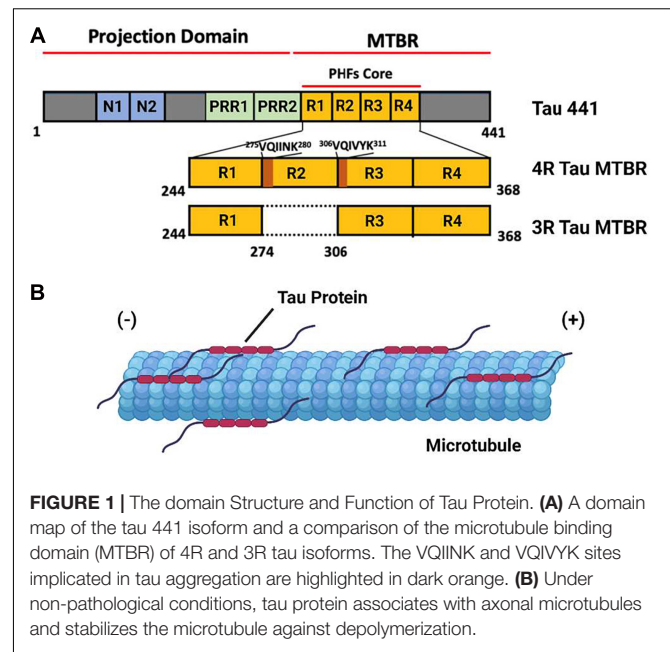 A
Projection Domain MTBR
PHFs Core
N1 N2 PRR1 PRR2 R1 R2 R3 R4 Tau 441
1 441
275VQIINK280 306VQIVYK311
R1 R2 R3 R4 4R Tau MTBR
244 368
R1 R3 R4 3R Tau MTBR
244 368
274 306
B
Tau Protein
(-) (+)
Microtubule
FIGURE 1 | The domain Structure and Function of Tau Protein. (A) A domain
map of the tau 441 isoform and a comparison of the microtubule binding
domain (MTBR) of 4R and 3R tau isoforms. The VQIINK and VQIVYK sites
implicated in tau aggregation are highlighted in dark orange. (B) Under
non-pathological conditions, tau protein associates with axonal microtubules
and stabilizes the microtubule against depolymerization.